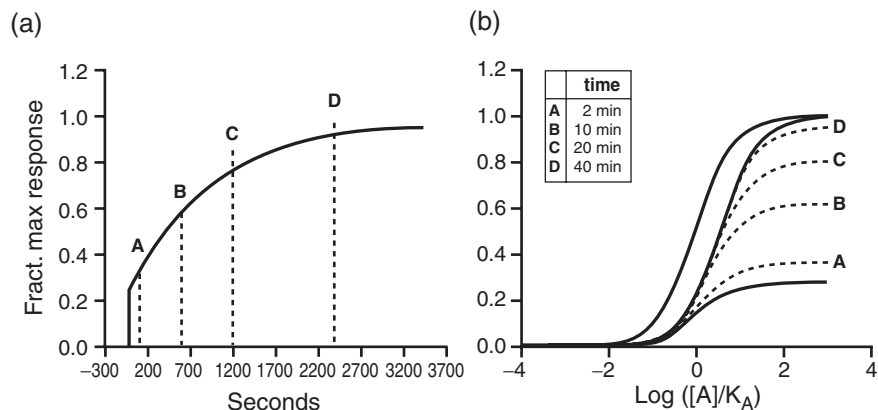 (a)
1.2
1.0
0.8
0.6
0.4
0.2
0.0
Fract. max response
A
B
C
D
–300 200 700 1200 1700 2200 2700 3200 3700
Seconds
(b)
1.2
1.0
0.8
0.6
0.4
0.2
0.0
time
A 2 min
B 10 min
C 20 min
D 40 min
D
C
B
A
–4 –2 0 2 4
Log ([A]/KA)